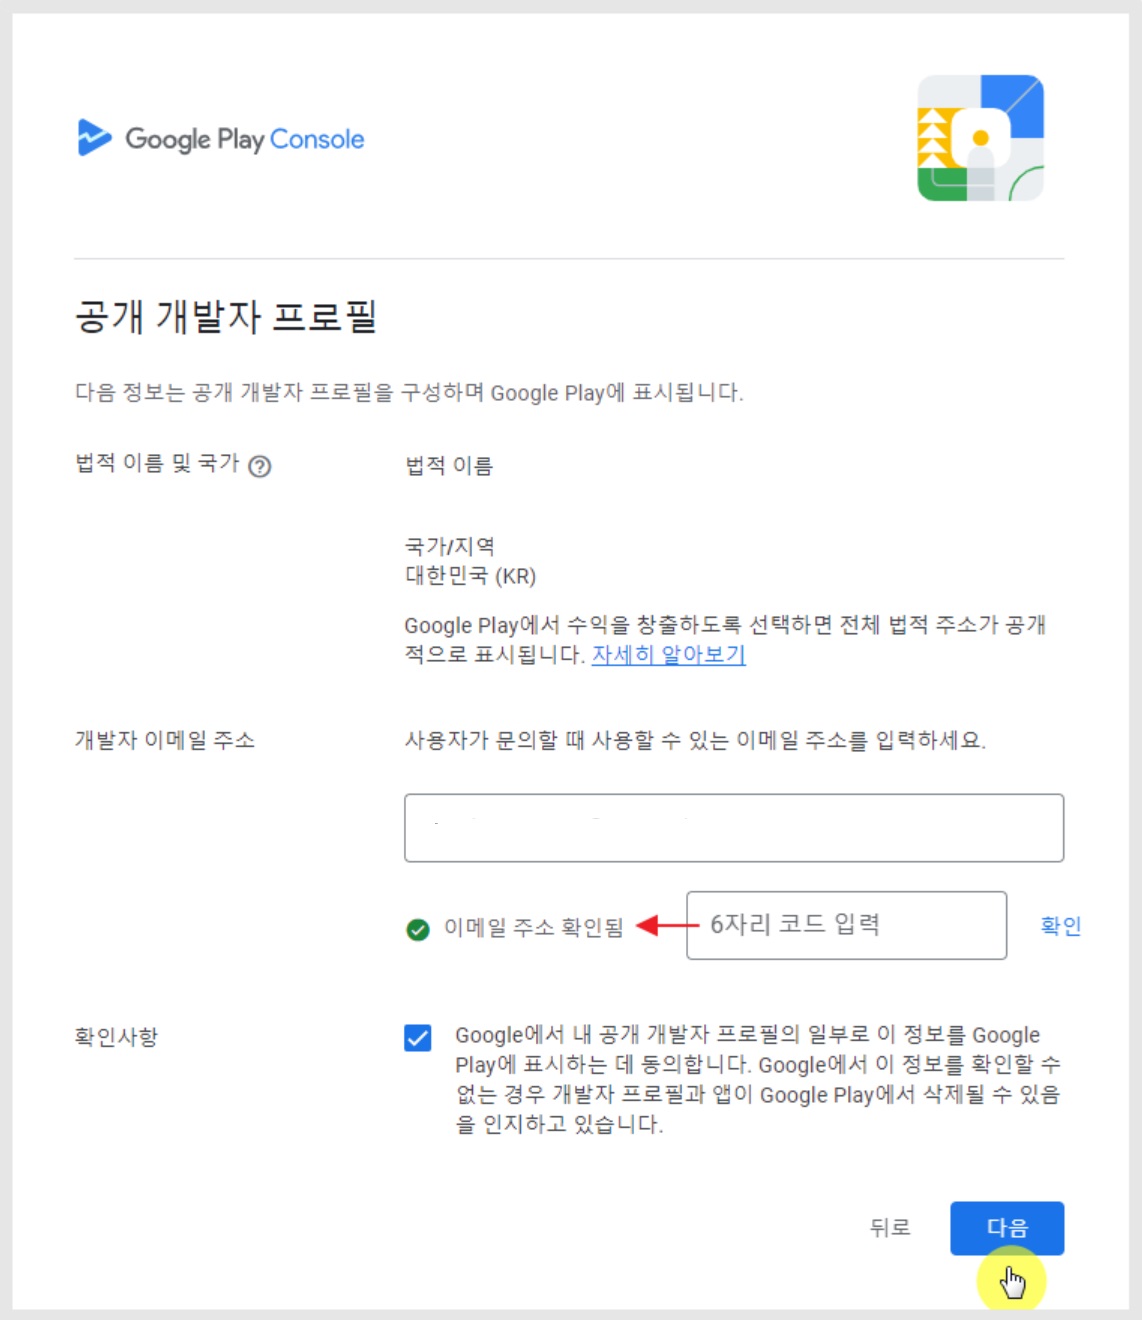 Google Play Console
공개 개발자 프로필
다음 정보는 공개 개발자 프로필을 구성하며 Google Play에 표시됩니다.
법적 이름 및 국가 ?
법적 이름
국가/지역
대한민국 (KR)
Google Play에서 수익을 창출하도록 선택하면 전체 법적 주소가 공개
적으로 표시됩니다. 자세히 알아보기
개발자 이메일 주소
사용자가 문의할 때 사용할 수 있는 이메일 주소를 입력하세요.
이메일 주소 확인됨
6자리 코드 입력
확인
확인사항
Google에서 내 공개 개발자 프로필의 일부로 이 정보를 Google
Play에 표시하는 데 동의합니다. Google에서 이 정보를 확인할 수
없는 경우 개발자 프로필과 앱이 Google Play에서 삭제될 수 있음
을 인지하고 있습니다.
뒤로
다음